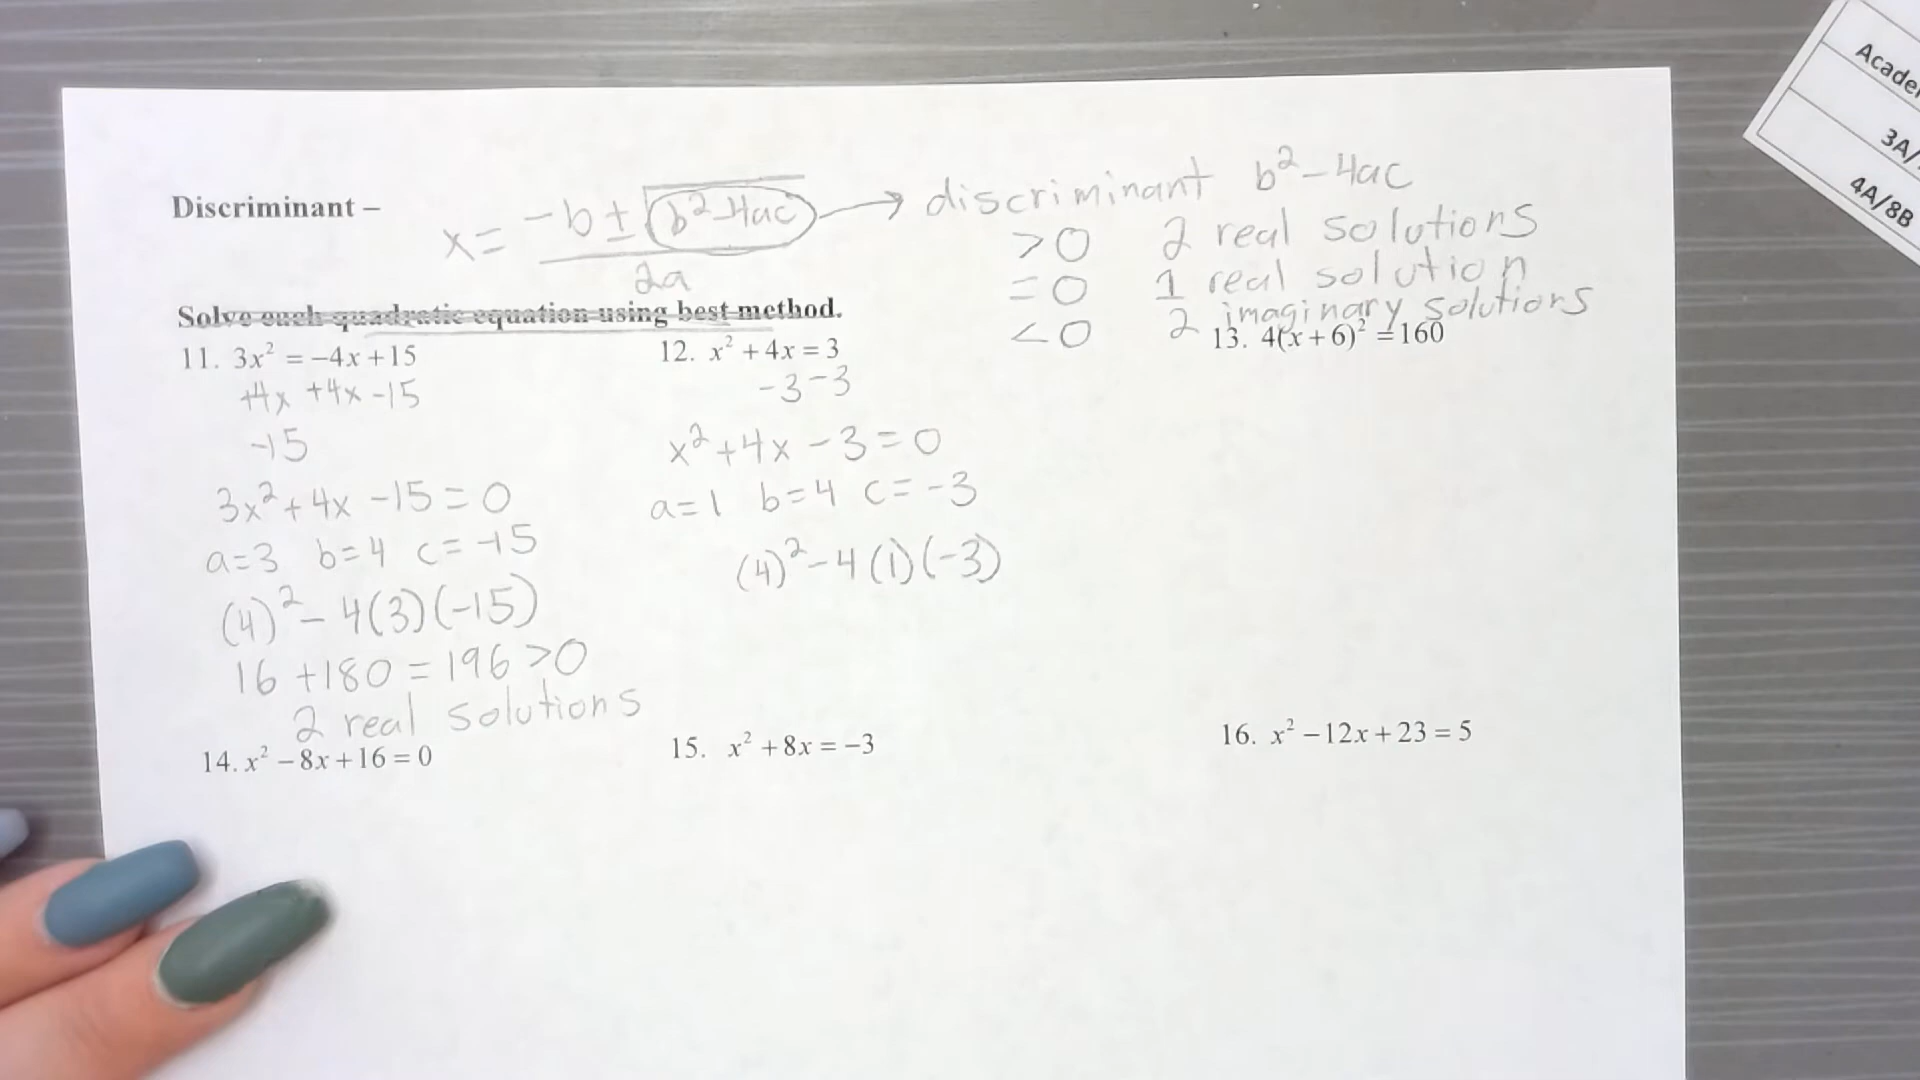 Acade
3A/
4A/8B
Discriminant –
x = -b ± √b² - 4ac / 2a → discriminant b² - 4ac
>0 2 real solutions
=0 1 real solution
<0 2 imaginary solutions
Solve each quadratic equation using best method.
11. 3x² = −4x + 15
+4x +4x -15
-15
3x² + 4x - 15 = 0
a=3 b=4 c=-15
(4)² - 4(3)(-15)
16 + 180 = 196 > 0
2 real solutions
12. x² + 4x = 3
-3 -3
x² + 4x - 3 = 0
a=1 b=4 c=-3
(4)² - 4(1)(-3)
13. 4(x + 6)² = 160
14. x² − 8x + 16 = 0
15. x² + 8x = −3
16. x² − 12x + 23 = 5